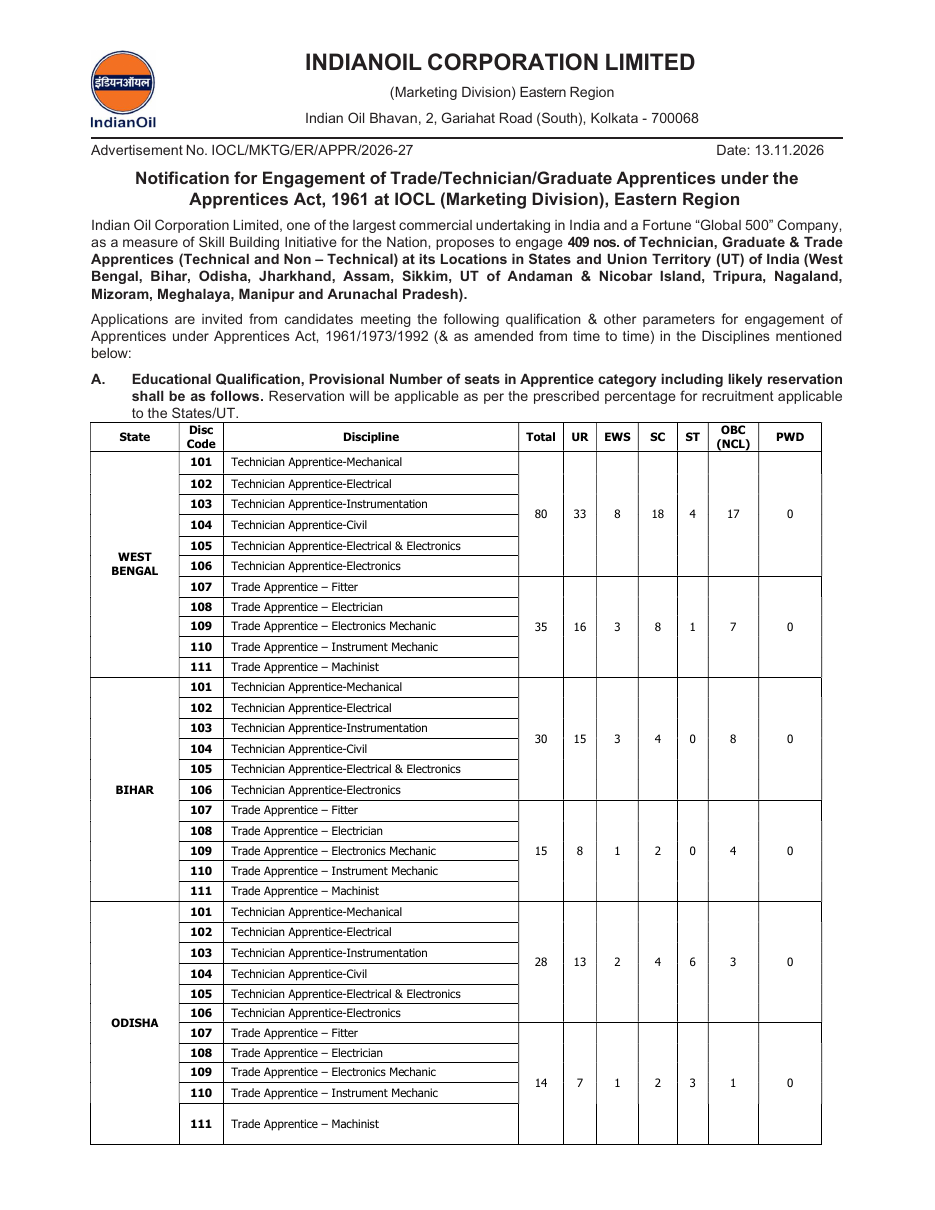 इंडियनऑयल
IndianOil
INDIANOIL CORPORATION LIMITED
(Marketing Division) Eastern Region
Indian Oil Bhavan, 2, Gariahat Road (South), Kolkata - 700068
Advertisement No. IOCL/MKTG/ER/APPR/2026-27 Date: 13.11.2026
Notification for Engagement of Trade/Technician/Graduate Apprentices under the
Apprentices Act, 1961 at IOCL (Marketing Division), Eastern Region
Indian Oil Corporation Limited, one of the largest commercial undertaking in India and a Fortune “Global 500” Company,
as a measure of Skill Building Initiative for the Nation, proposes to engage 409 nos. of Technician, Graduate & Trade
Apprentices (Technical and Non – Technical) at its Locations in States and Union Territory (UT) of India (West
Bengal, Bihar, Odisha, Jharkhand, Assam, Sikkim, UT of Andaman & Nicobar Island, Tripura, Nagaland,
Mizoram, Meghalaya, Manipur and Arunachal Pradesh).
Applications are invited from candidates meeting the following qualification & other parameters for engagement of
Apprentices under Apprentices Act, 1961/1973/1992 (& as amended from time to time) in the Disciplines mentioned
below:
A. Educational Qualification, Provisional Number of seats in Apprentice category including likely reservation
shall be as follows. Reservation will be applicable as per the prescribed percentage for recruitment applicable
to the States/UT.
State Disc Code Discipline Total UR EWS SC ST OBC (NCL) PWD
WEST BENGAL
101 Technician Apprentice-Mechanical
102 Technician Apprentice-Electrical
103 Technician Apprentice-Instrumentation
104 Technician Apprentice-Civil
105 Technician Apprentice-Electrical & Electronics
106 Technician Apprentice-Electronics
80 33 8 18 4 17 0
107 Trade Apprentice – Fitter
108 Trade Apprentice – Electrician
109 Trade Apprentice – Electronics Mechanic
110 Trade Apprentice – Instrument Mechanic
111 Trade Apprentice – Machinist
35 16 3 8 1 7 0
BIHAR
101 Technician Apprentice-Mechanical
102 Technician Apprentice-Electrical
103 Technician Apprentice-Instrumentation
104 Technician Apprentice-Civil
105 Technician Apprentice-Electrical & Electronics
106 Technician Apprentice-Electronics
30 15 3 4 0 8 0
107 Trade Apprentice – Fitter
108 Trade Apprentice – Electrician
109 Trade Apprentice – Electronics Mechanic
110 Trade Apprentice – Instrument Mechanic
111 Trade Apprentice – Machinist
15 8 1 2 0 4 0
ODISHA
101 Technician Apprentice-Mechanical
102 Technician Apprentice-Electrical
103 Technician Apprentice-Instrumentation
104 Technician Apprentice-Civil
105 Technician Apprentice-Electrical & Electronics
106 Technician Apprentice-Electronics
28 13 2 4 6 3 0
107 Trade Apprentice – Fitter
108 Trade Apprentice – Electrician
109 Trade Apprentice – Electronics Mechanic
110 Trade Apprentice – Instrument Mechanic
111 Trade Apprentice – Machinist
14 7 1 2 3 1 0